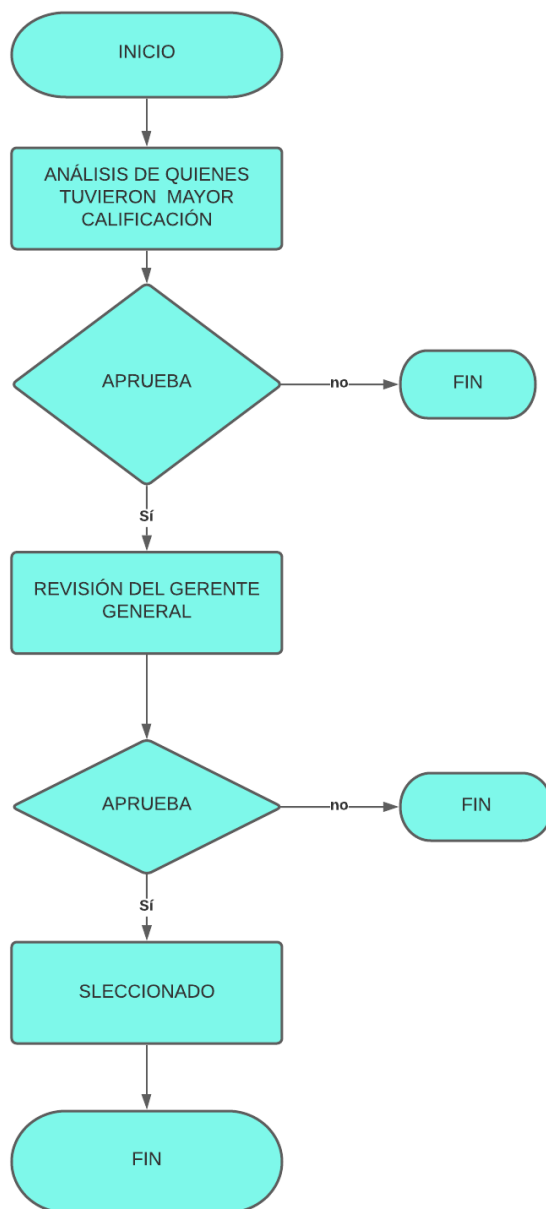 INICIO
ANÁLISIS DE QUIENES
TUVIERON MAYOR
CALIFICACIÓN
APRUEBA
no
FIN
Sí
REVISIÓN DEL GERENTE
GENERAL
APRUEBA
no
FIN
Sí
SLECCIONADO
FIN